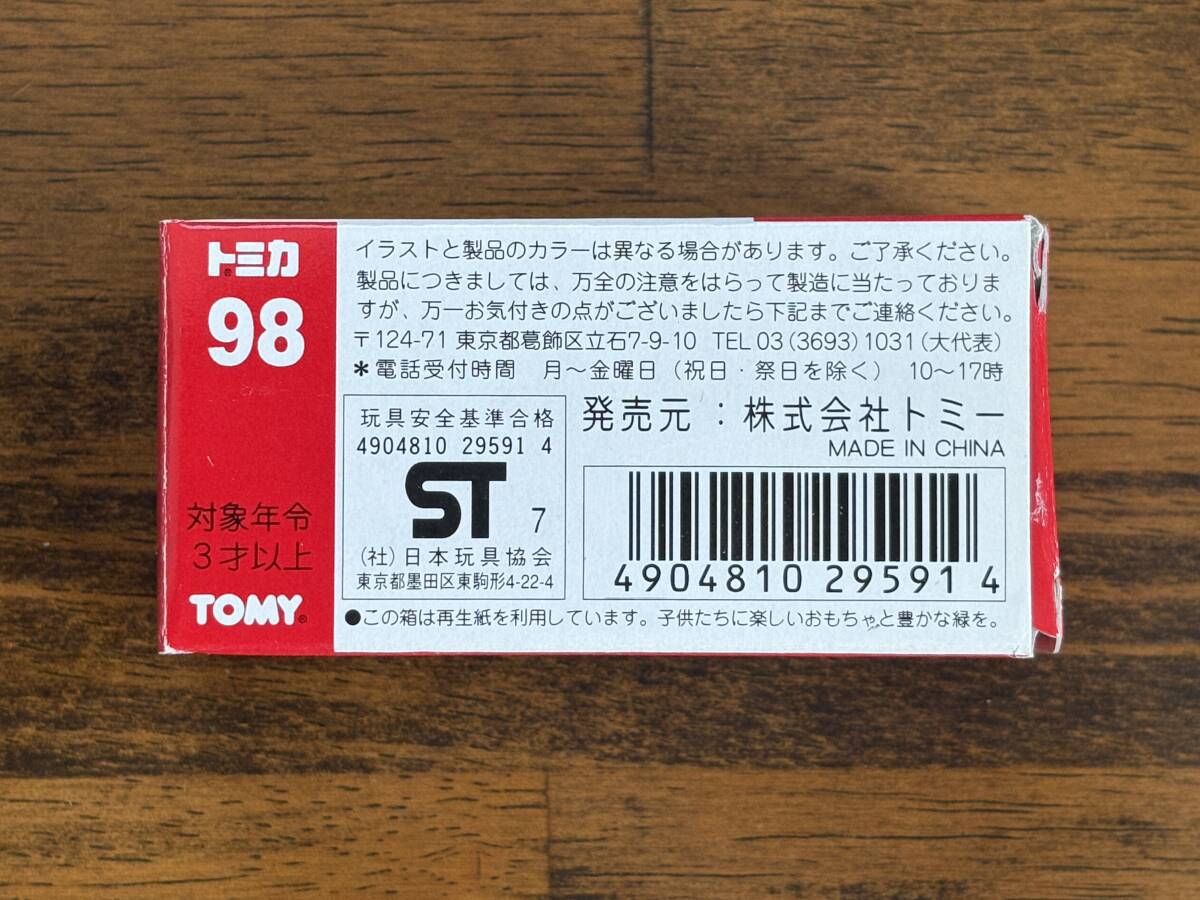 トミカ®
98
対象年令
3才以上
TOMY®
イラストと製品のカラーは異なる場合があります。ご了承ください。
製品につきましては、万全の注意をはらって製造に当たっておりま
すが、万一お気付きの点がございましたら下記までご連絡ください。
〒124-71 東京都葛飾区立石7-9-10 TEL 03(3693)1031(大代表)
＊電話受付時間 月〜金曜日(祝日・祭日を除く) 10〜17時
玩具安全基準合格
4904810 29591 4
ST 7
(社)日本玩具協会
東京都墨田区東駒形4-22-4
発売元：株式会社トミー
MADE IN CHINA
4904810 295914
●この箱は再生紙を利用しています。子供たちに楽しいおもちゃと豊かな緑を。